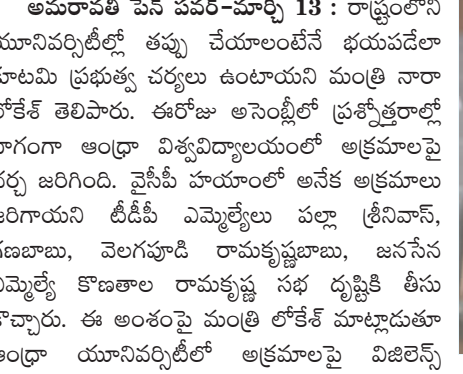 అమరావతి పెన్ పవర్-మార్చి 13 : రాష్ట్రంలోని
యూనివర్సిటీల్లో తప్పు చేయాలంటేనే భయపడేలా
కూటమి ప్రభుత్వ చర్యలు ఉంటాయని మంత్రి నారా
లోకేశ్ తెలిపారు. ఈరోజు అసెంబ్లీలో ప్రశ్నోత్తరాల్లో
భాగంగా ఆంధ్రా విశ్వవిద్యాలయంలో అక్రమాలపై
చర్చ జరిగింది. వైసీపీ హయాంలో అనేక అక్రమాలు
జరిగాయని టీడీపీ ఎమ్మెల్యేలు పల్లా శ్రీనివాస్,
గణబాబు, వెలగపూడి రామకృష్ణబాబు, జనసేన
ఎమ్మెల్యే కొణతాల రామకృష్ణ సభ దృష్టికి తీసు
కొచ్చారు. ఈ అంశంపై మంత్రి లోకేశ్ మాట్లాడుతూ
ఆంధ్రా యూనివర్సిటీలో అక్రమాలపై విజిలెన్స్